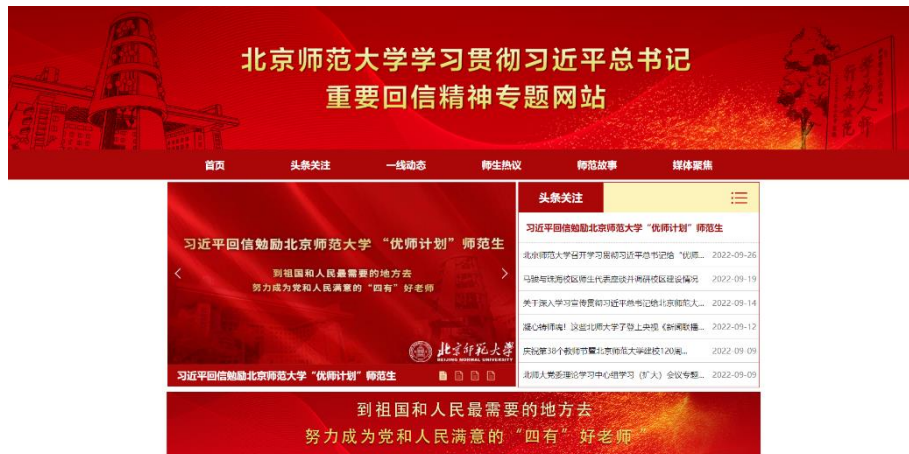 北京师范大学学习贯彻习近平总书记
重要回信精神专题网站
首页 头条关注 一线动态 师生热议 师范故事 媒体聚焦
习近平回信勉励北京师范大学“优师计划”师范生
到祖国和人民最需要的地方去
努力成为党和人民满意的“四有”好老师
北京师范大学
BEIJING NORMAL UNIVERSITY
习近平回信勉励北京师范大学“优师计划”师范生
头条关注
习近平回信勉励北京师范大学“优师计划”师范生
北京师范大学召开学习贯彻习近平总书记给“优师... 2022-09-26
马骏与珠海校区师生代表座谈并调研校区建设情况 2022-09-19
关于深入学习宣传贯彻习近平总书记给北京师范大... 2022-09-14
凝心铸师魂！这些北师大学子登上央视《新闻联播... 2022-09-12
庆祝第38个教师节暨北京师范大学建校120周... 2022-09-09
北师大党委理论学习中心组学习（扩大）会议专题... 2022-09-09
到祖国和人民最需要的地方去
努力成为党和人民满意的“四有”好老师”